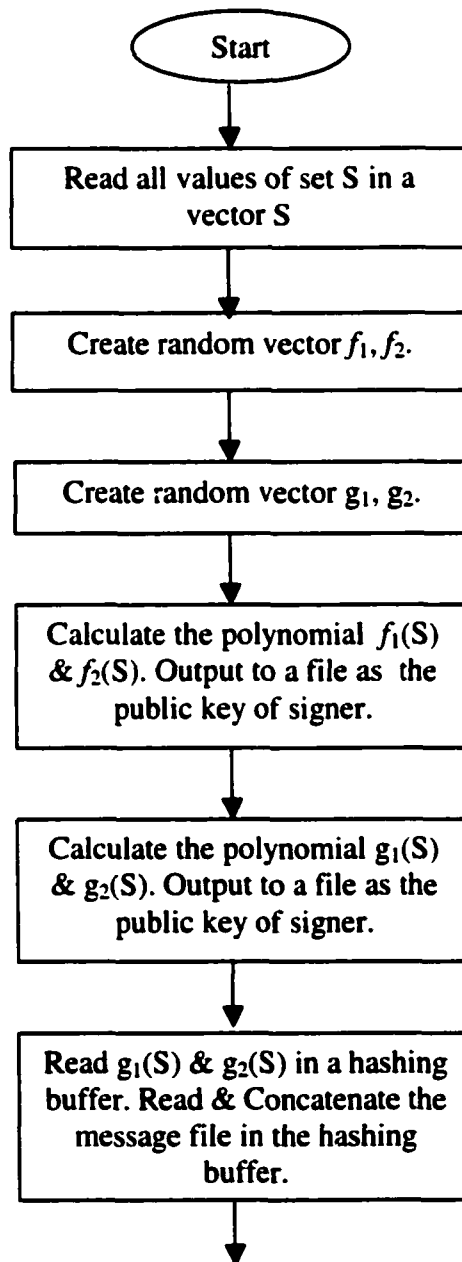 Start
Read all values of set S in a
vector S
Create random vector f₁, f₂.
Create random vector g₁, g₂.
Calculate the polynomial f₁(S)
& f₂(S). Output to a file as the
public key of signer.
Calculate the polynomial g₁(S)
& g₂(S). Output to a file as the
public key of signer.
Read g₁(S) & g₂(S) in a hashing
buffer. Read & Concatenate the
message file in the hashing
buffer.